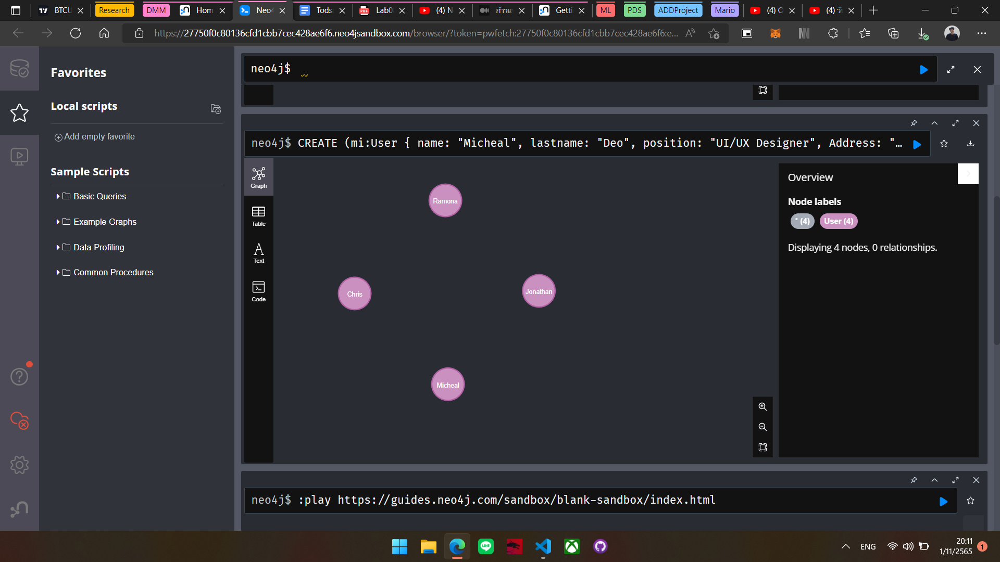 BTCU
Research
DMM
Hom
Neo4
Tods
Lab0
(4) N
ก้าวแ
Getti
ML
PDS
ADDProject
Mario
(4) O
(4) วั
https://27750f0c80136cfd1cbb7cec428ae6f6.neo4jsandbox.com/browser/?token=pwfetch:27750f0c80136cfd1cbb7cec428ae6f6:e...
Favorites
Local scripts
Add empty favorite
Sample Scripts
Basic Queries
Example Graphs
Data Profiling
Common Procedures
neo4j$
neo4j$ CREATE (mi:User { name: "Micheal", lastname: "Deo", position: "UI/UX Designer", Address: "…
Graph
Table
Text
Code
Ramona
Chris
Jonathan
Micheal
Overview
Node labels
* (4)
User (4)
Displaying 4 nodes, 0 relationships.
neo4j$ :play https://guides.neo4j.com/sandbox/blank-sandbox/index.html
LINE
ENG
20:11
1/11/2565
1